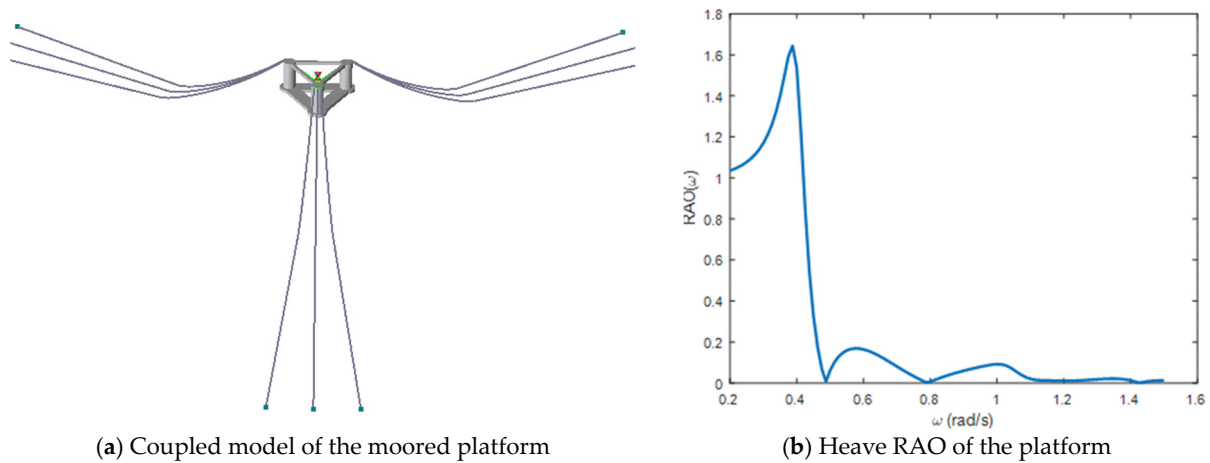 1.8
1.6
1.4
1.2
1
0.8
0.6
0.4
0.2
0
RAO(ω)
0.2 0.4 0.6 0.8 1 1.2 1.4 1.6
ω (rad/s)
(a) Coupled model of the moored platform
(b) Heave RAO of the platform